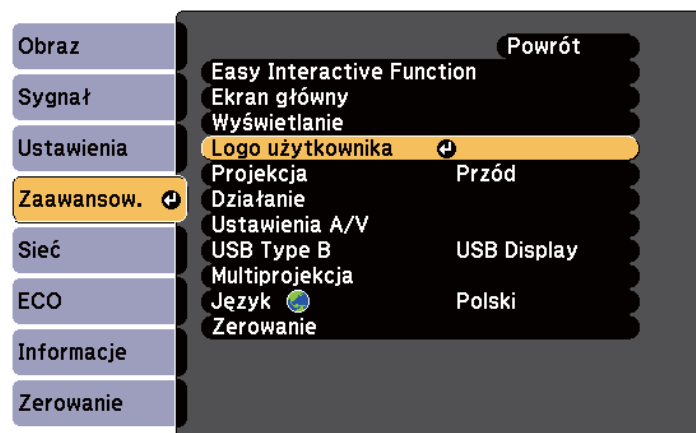 Obraz
Sygnał
Ustawienia
Zaawansow.
Sieć
ECO
Informacje
Zerowanie
Powrót
Easy Interactive Function
Ekran główny
Wyświetlanie
Logo użytkownika
Projekcja Przód
Działanie
Ustawienia A/V
USB Type B USB Display
Multiprojekcja
Język Polski
Zerowanie